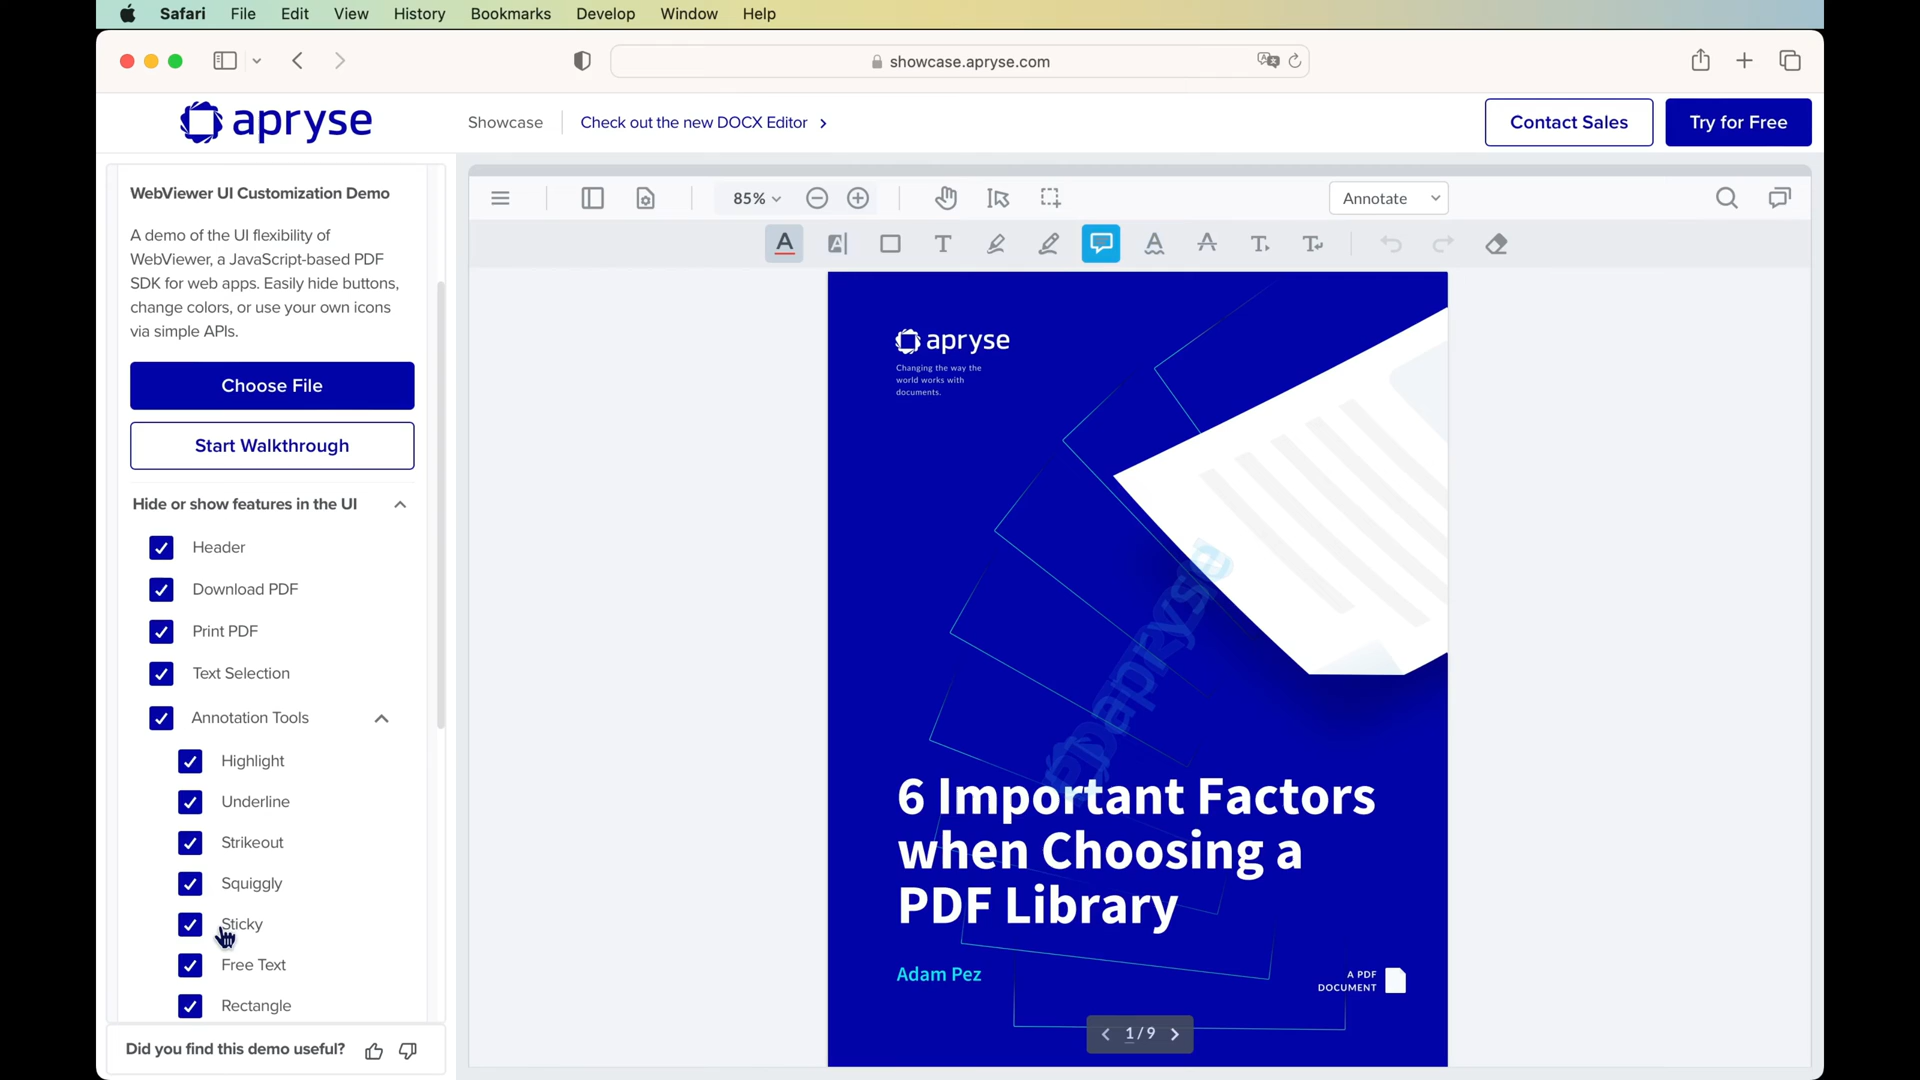 Safari File Edit View History Bookmarks Develop Window Help
showcase.apryse.com
apryse
Showcase
Check out the new DOCX Editor
Contact Sales
Try for Free
WebViewer UI Customization Demo
A demo of the UI flexibility of
WebViewer, a JavaScript-based PDF
SDK for web apps. Easily hide buttons,
change colors, or use your own icons
via simple APIs.
Choose File
Start Walkthrough
Hide or show features in the UI
Header
Download PDF
Print PDF
Text Selection
Annotation Tools
Highlight
Underline
Strikeout
Squiggly
Sticky
Free Text
Rectangle
Did you find this demo useful?
85%
Annotate
apryse
Changing the way the
world works with
documents.
apryse
6 Important Factors
when Choosing a
PDF Library
Adam Pez
A PDF
DOCUMENT
1/9